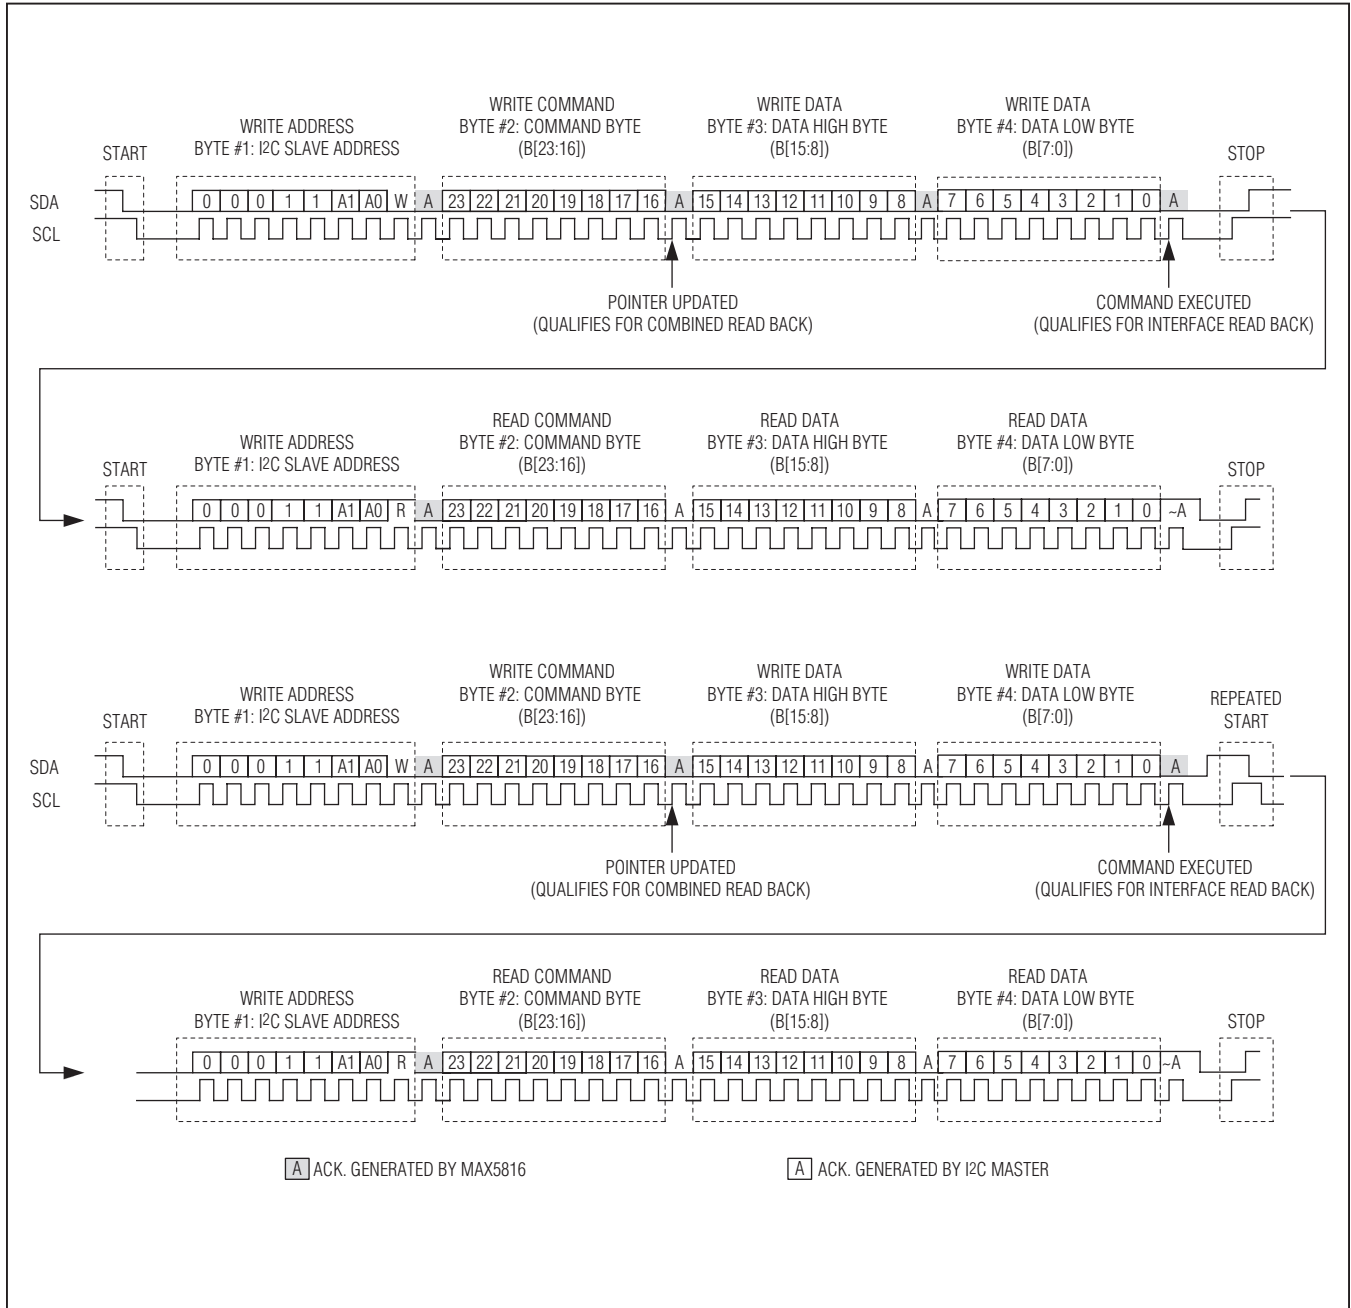 WRITE COMMAND
BYTE #2: COMMAND BYTE
(B[23:16])
WRITE DATA
BYTE #3: DATA HIGH BYTE
(B[15:8])
WRITE DATA
BYTE #4: DATA LOW BYTE
(B[7:0])
WRITE ADDRESS
BYTE #1: I2C SLAVE ADDRESS
START
STOP
SDA
0 0 0 1 1 A1 A0 W A 23 22 21 20 19 18 17 16 A 15 14 13 12 11 10 9 8 A 7 6 5 4 3 2 1 0 A
SCL
POINTER UPDATED
(QUALIFIES FOR COMBINED READ BACK)
COMMAND EXECUTED
(QUALIFIES FOR INTERFACE READ BACK)
READ COMMAND
BYTE #2: COMMAND BYTE
(B[23:16])
READ DATA
BYTE #3: DATA HIGH BYTE
(B[15:8])
READ DATA
BYTE #4: DATA LOW BYTE
(B[7:0])
WRITE ADDRESS
BYTE #1: I2C SLAVE ADDRESS
START
STOP
0 0 0 1 1 A1 A0 R A 23 22 21 20 19 18 17 16 A 15 14 13 12 11 10 9 8 A 7 6 5 4 3 2 1 0 ~A
WRITE COMMAND
BYTE #2: COMMAND BYTE
(B[23:16])
WRITE DATA
BYTE #3: DATA HIGH BYTE
(B[15:8])
WRITE DATA
BYTE #4: DATA LOW BYTE
(B[7:0])
WRITE ADDRESS
BYTE #1: I2C SLAVE ADDRESS
START
REPEATED
START
SDA
0 0 0 1 1 A1 A0 W A 23 22 21 20 19 18 17 16 A 15 14 13 12 11 10 9 8 A 7 6 5 4 3 2 1 0 A
SCL
POINTER UPDATED
(QUALIFIES FOR COMBINED READ BACK)
COMMAND EXECUTED
(QUALIFIES FOR INTERFACE READ BACK)
READ COMMAND
BYTE #2: COMMAND BYTE
(B[23:16])
READ DATA
BYTE #3: DATA HIGH BYTE
(B[15:8])
READ DATA
BYTE #4: DATA LOW BYTE
(B[7:0])
WRITE ADDRESS
BYTE #1: I2C SLAVE ADDRESS
STOP
0 0 0 1 1 A1 A0 R A 23 22 21 20 19 18 17 16 A 15 14 13 12 11 10 9 8 A 7 6 5 4 3 2 1 0 ~A
A ACK. GENERATED BY MAX5816
A ACK. GENERATED BY I2C MASTER